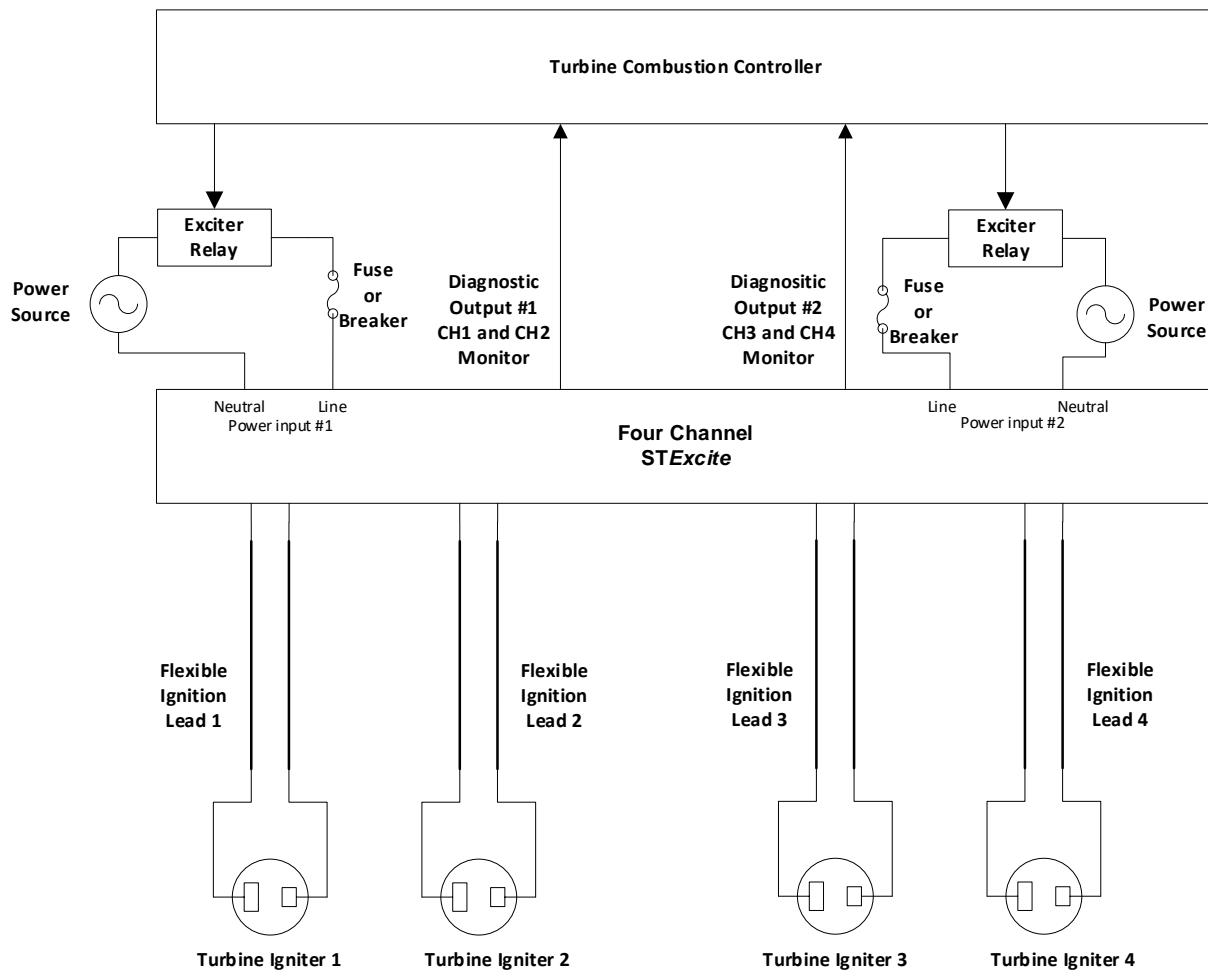 Turbine Combustion Controller
Exciter
Relay
Exciter
Relay
Power
Source
Fuse
or
Breaker
Diagnostic
Output #1
CH1 and CH2
Monitor
Diagnositic
Output #2
CH3 and CH4
Monitor
Fuse
or
Breaker
Power
Source
Neutral
Line
Power input #1
Line
Neutral
Power input #2
Four Channel
STExcite
Flexible
Ignition
Lead 1
Flexible
Ignition
Lead 2
Flexible
Ignition
Lead 3
Flexible
Ignition
Lead 4
Turbine Igniter 1
Turbine Igniter 2
Turbine Igniter 3
Turbine Igniter 4